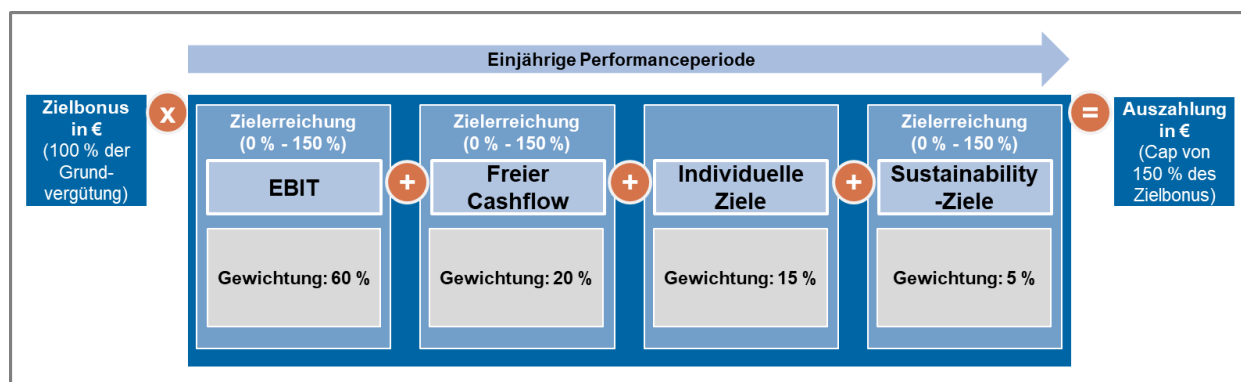 Einjährige Performanceperiode
Zielbonus
in €
(100 % der
Grund-
vergütung)
x
Zielerreichung
(0 % - 150 %)
EBIT
Gewichtung: 60 %
+
Zielerreichung
(0 % - 150 %)
Freier
Cashflow
Gewichtung: 20 %
+
Individuelle
Ziele
Gewichtung: 15 %
+
Zielerreichung
(0 % - 150 %)
Sustainability
-Ziele
Gewichtung: 5 %
=
Auszahlung
in €
(Cap von
150 % des
Zielbonus)